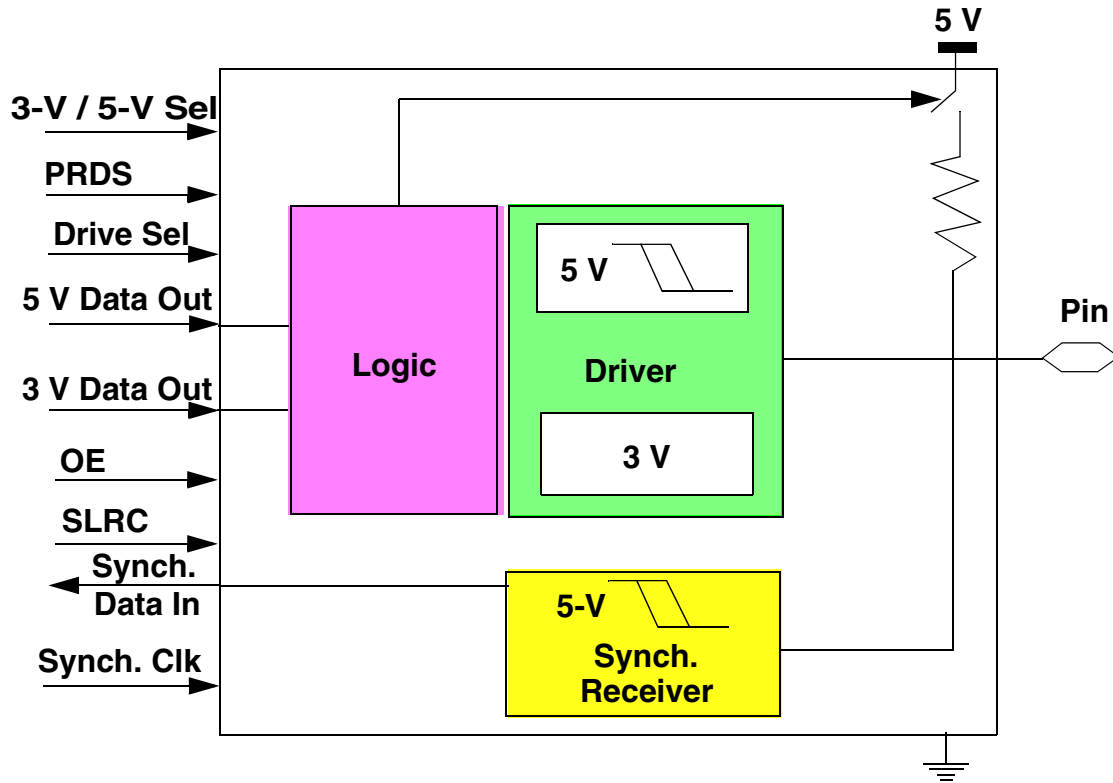 5 V
3-V / 5-V Sel
PRDS
Drive Sel
5 V Data Out
3 V Data Out
OE
SLRC
Synch.
Data In
Synch. Clk
Logic
5 V
Driver
3 V
5-V
Synch.
Receiver
Pin